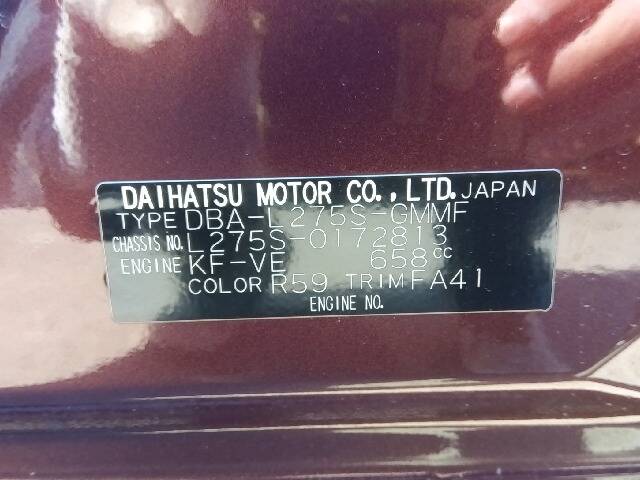 DAIHATSU MOTOR CO.,LTD. JAPAN
TYPE DBA-L275S-GMMF
CHASSIS NO. L275S-0172813
ENGINE KF-VE 658cc
COLOR R59 TRIM FA41
ENGINE NO.